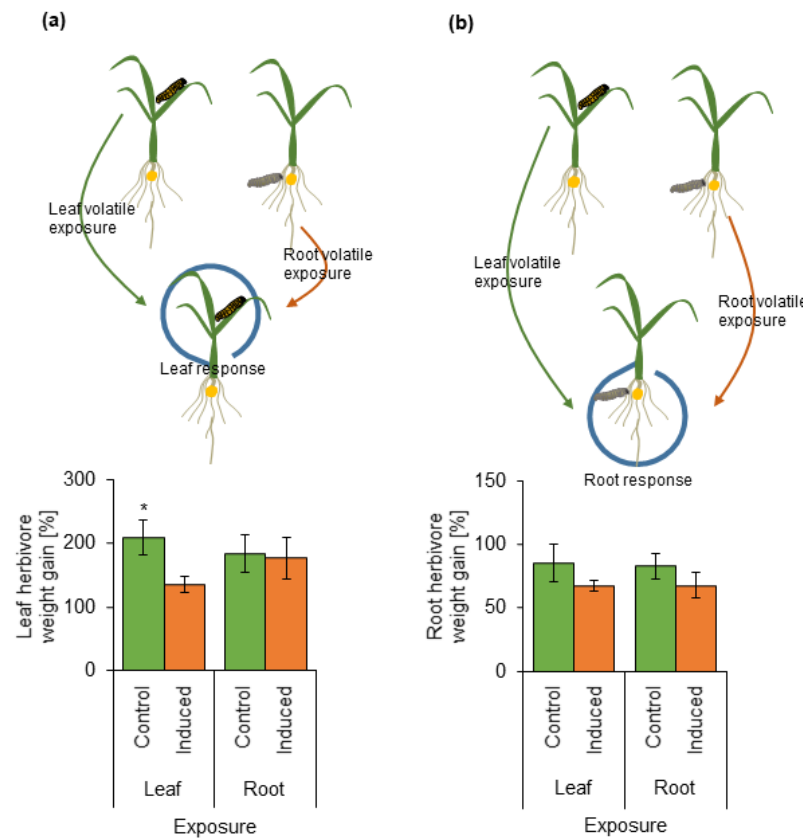 (a)
Leaf volatile
exposure
Root volatile
exposure
Leaf response
300
200
100
0
Leaf herbivore
weight gain [%]
*
Control
Induced
Control
Induced
Leaf
Root
Exposure
(b)
Leaf volatile
exposure
Root volatile
exposure
Root response
150
100
50
0
Root herbivore
weight gain [%]
Control
Induced
Control
Induced
Leaf
Root
Exposure